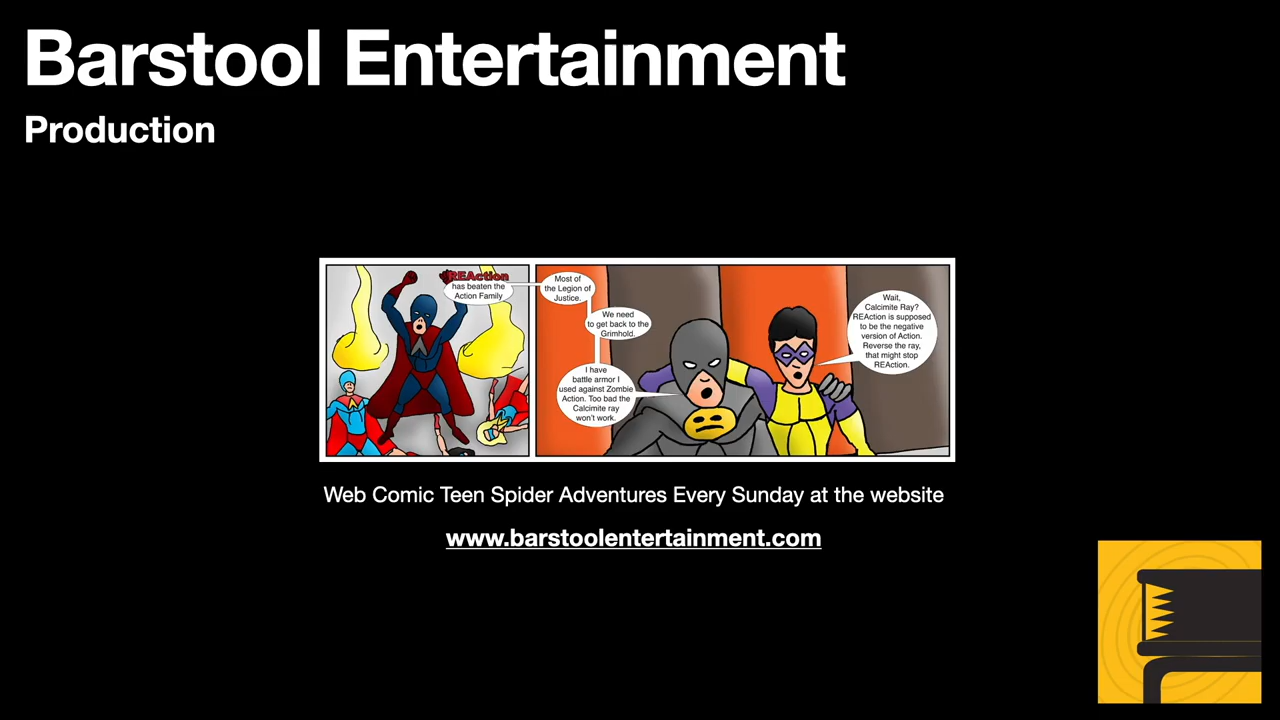 Barstool Entertainment
Production
REAction
has beaten the
Action Family
Most of
the Legion of
Justice.
We need
to get back to the
Grimhold.
I have
battle armor I
used against Zombie
Action. Too bad the
Calcimite ray
won't work.
Wait,
Calcimite Ray?
REAction is supposed
to be the negative
version of Action.
Reverse the ray,
that might stop
REAction.
Web Comic Teen Spider Adventures Every Sunday at the website
www.barstoolentertainment.com